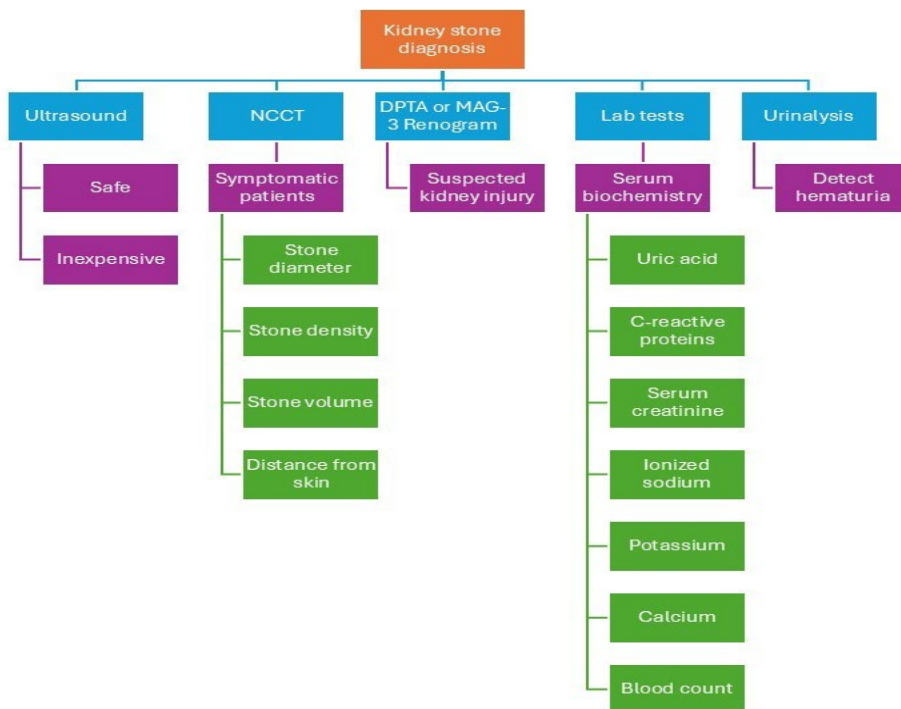 Kidney stone
diagnosis
Ultrasound
NCCT
DPTA or MAG-
3 Renogram
Lab tests
Urinalysis
Safe
Inexpensive
Symptomatic
patients
Stone
diameter
Stone density
Stone volume
Distance from
skin
Suspected
kidney injury
Serum
biochemistry
Uric acid
C-reactive
proteins
Serum
creatinine
Ionized
sodium
Potassium
Calcium
Blood count
Detect
hematuria